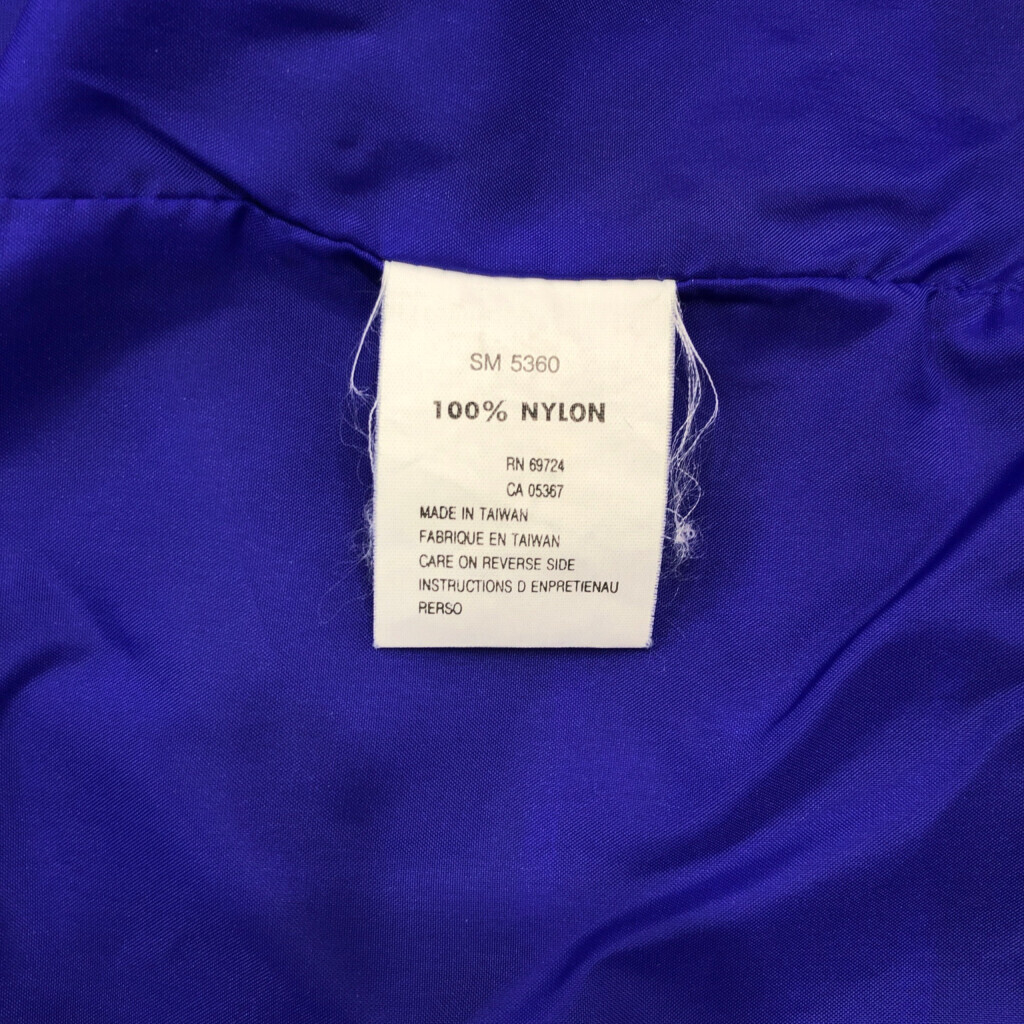 SM 5360
100% NYLON
RN 69724
CA 05367
MADE IN TAIWAN
FABRIQUE EN TAIWAN
CARE ON REVERSE SIDE
INSTRUCTIONS D ENPRETIENAU
RERSO